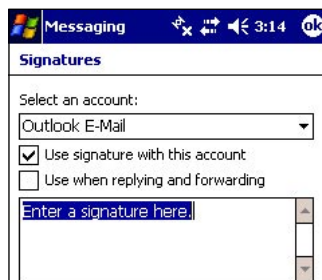 Messaging 3:14 ok
Signatures
Select an account:
Outlook E-Mail
Use signature with this account
Use when replying and forwarding
Enter a signature here.